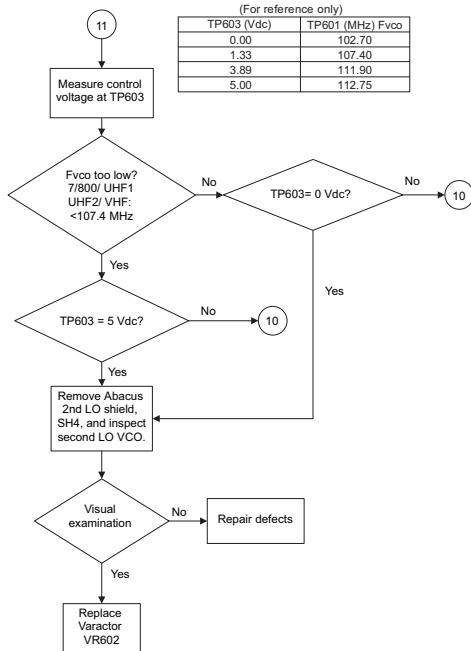 (For reference only)
TP603 (Vdc) TP601 (MHz) Fvco
0.00 102.70
1.33 107.40
3.89 111.90
5.00 112.75
11
Measure control
voltage at TP603
Fvco too low?
7/800/ UHF1
UHF2/ VHF:
<107.4 MHz
No
TP603= 0 Vdc?
No
10
Yes
Yes
TP603 = 5 Vdc?
No
10
Yes
Remove Abacus
2nd LO shield,
SH4, and inspect
second LO VCO.
Visual
examination
No
Repair defects
Yes
Replace
Varactor
VR602